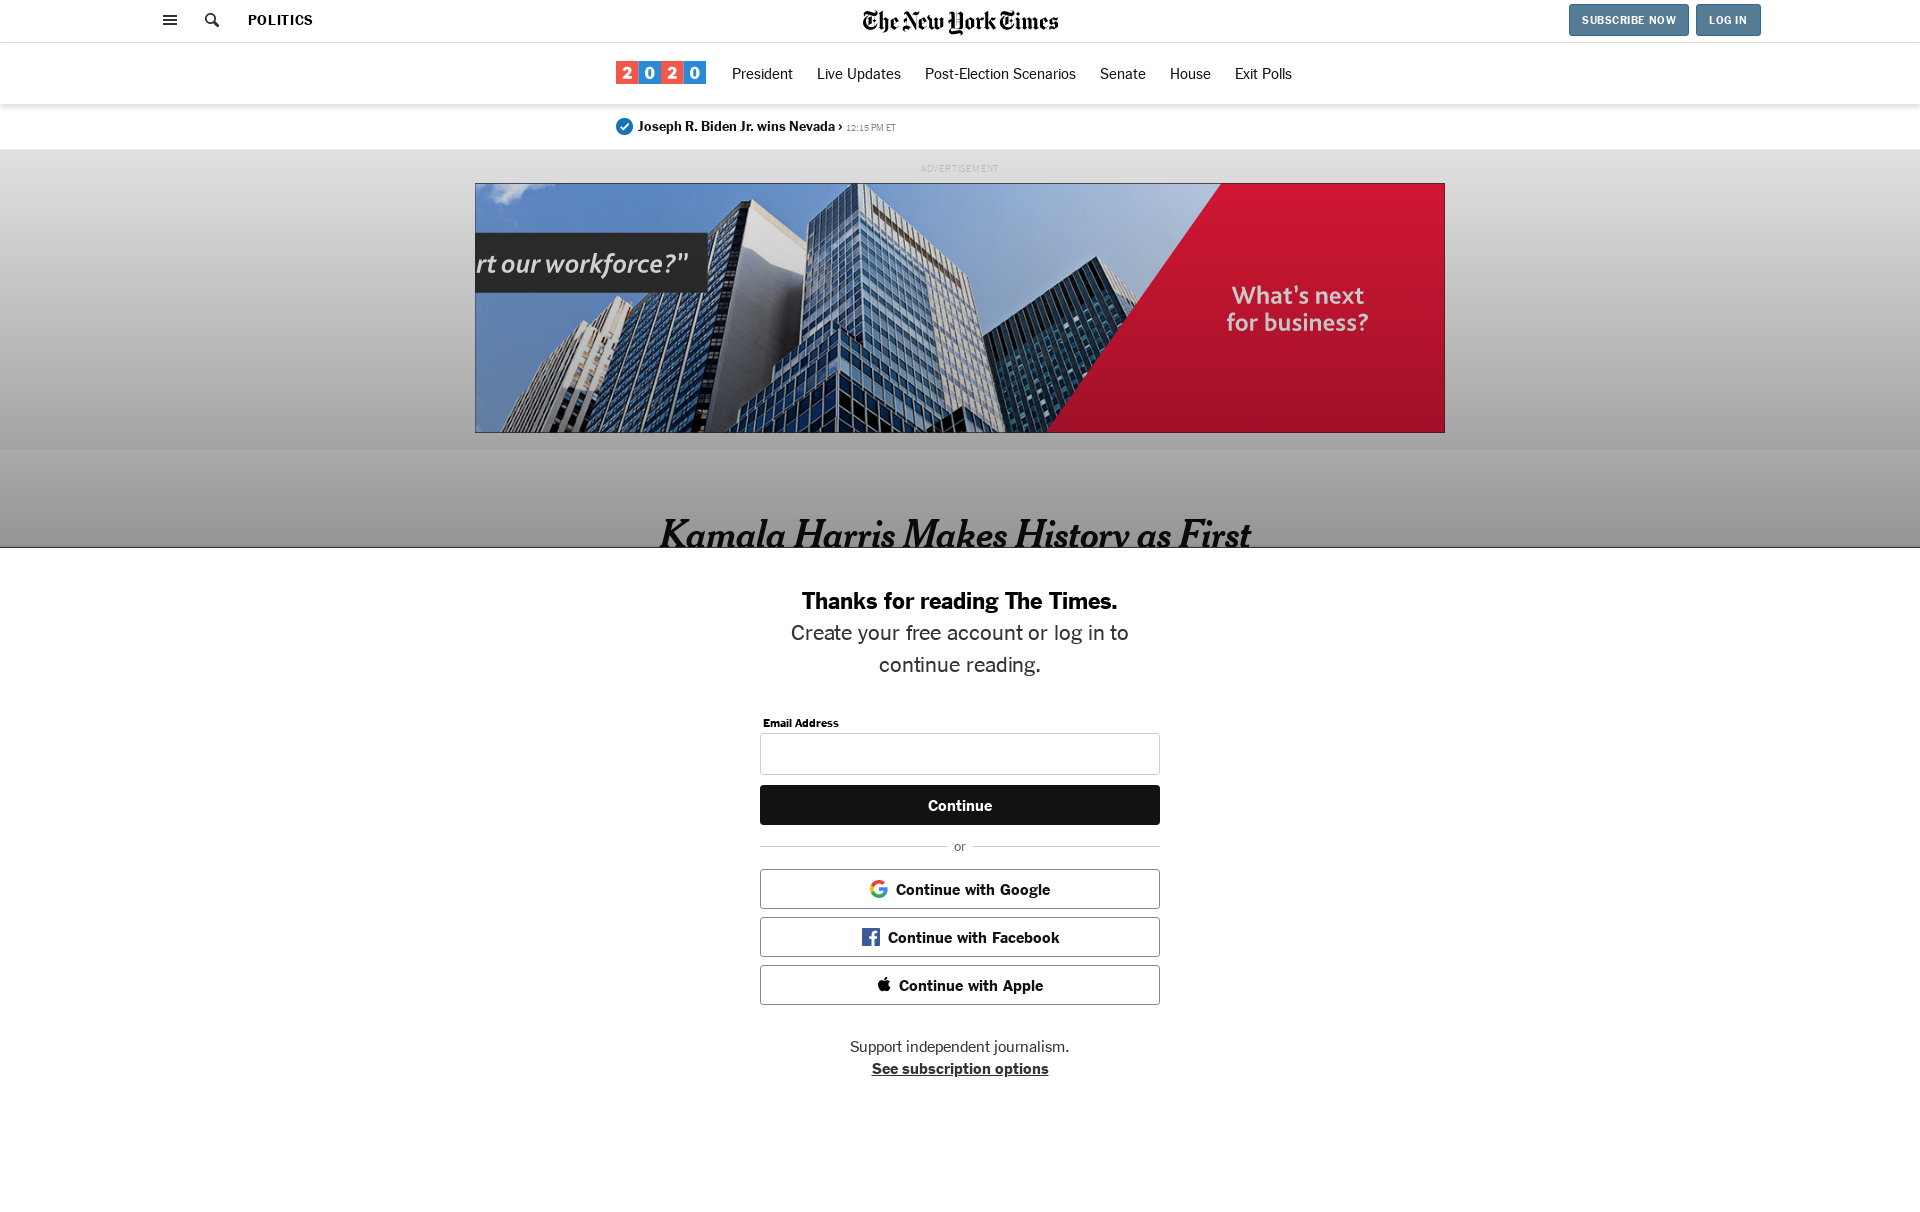 POLITICS
The New York Times
SUBSCRIBE NOW
LOG IN
2020
President
Live Updates
Post-Election Scenarios
Senate
House
Exit Polls
Joseph R. Biden Jr. wins Nevada › 12:15 PM ET
ADVERTISEMENT
rt our workforce?”
What’s next
for business?
Kamala Harris Makes History as First
Thanks for reading The Times.
Create your free account or log in to
continue reading.
Email Address
Continue
or
Continue with Google
Continue with Facebook
Continue with Apple
Support independent journalism.
See subscription options